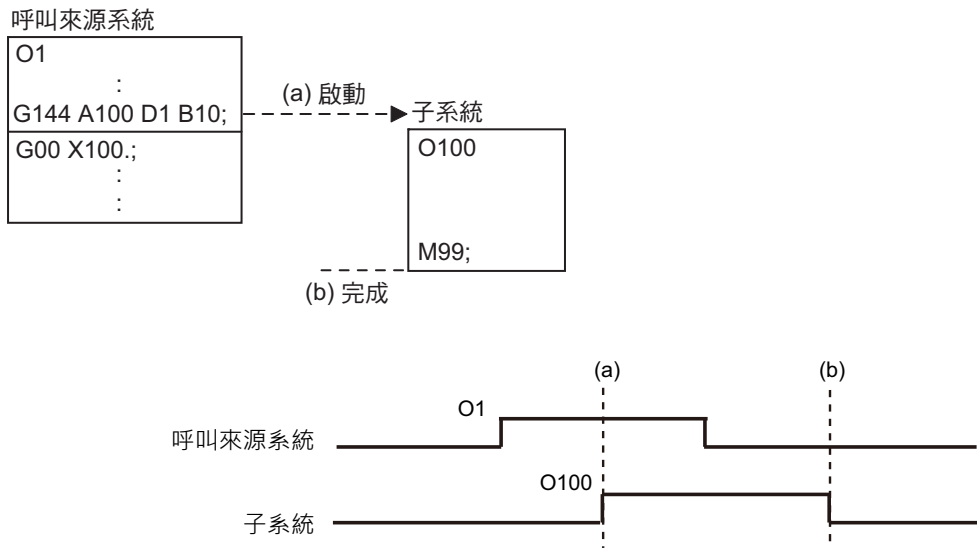 呼叫來源系統
O1
:
G144 A100 D1 B10;
G00 X100.;
:
:
(a) 啟動
子系統
O100
M99;
(b) 完成
(a)
(b)
O1
呼叫來源系統
O100
子系統